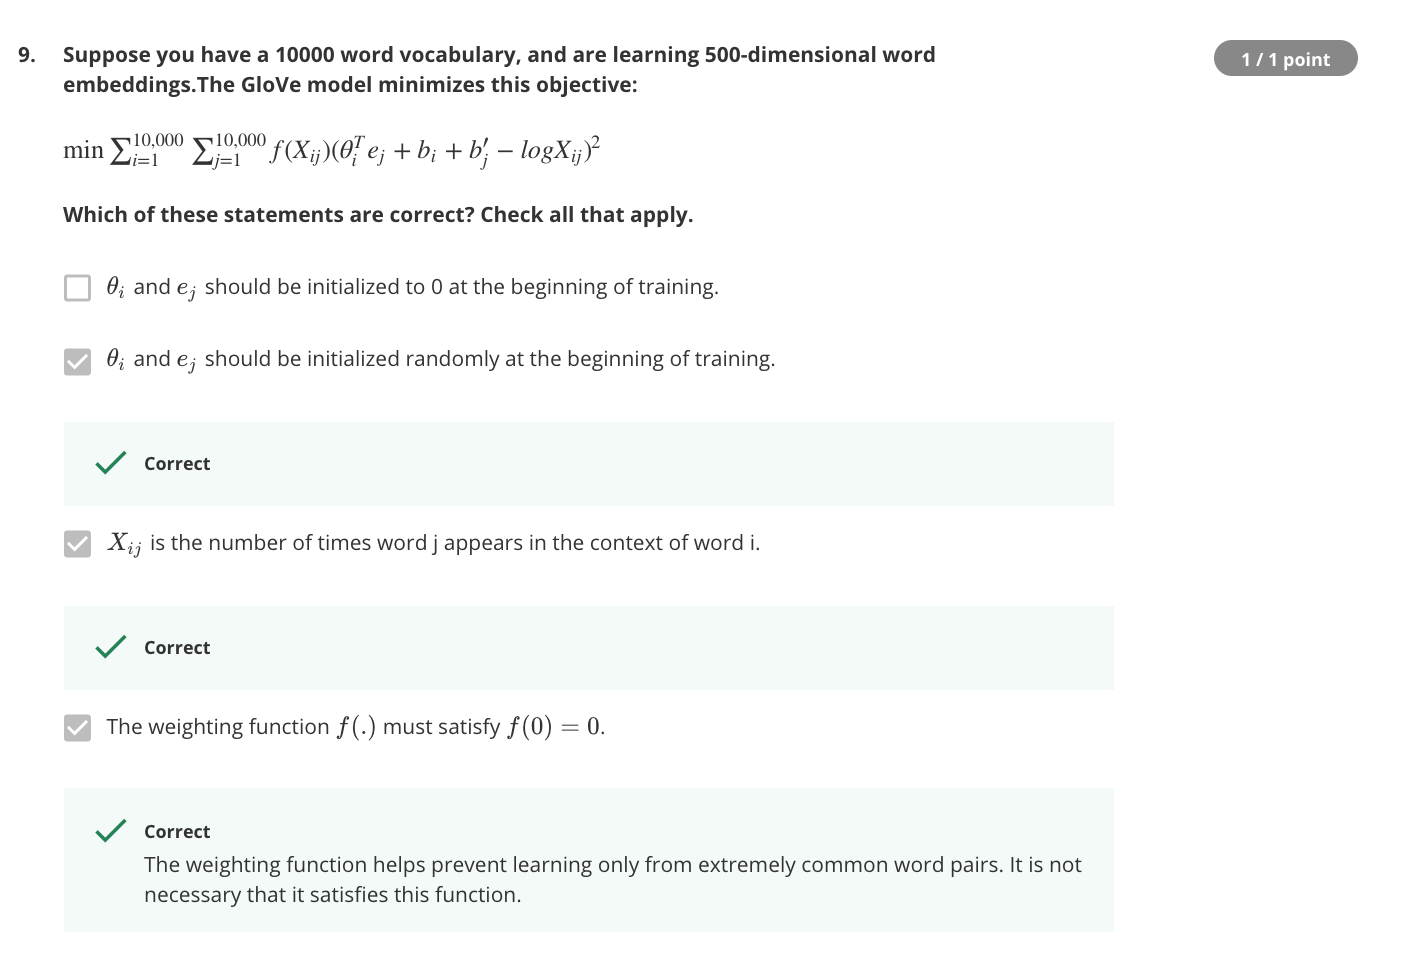 9. Suppose you have a 10000 word vocabulary, and are learning 500-dimensional word
embeddings.The GloVe model minimizes this objective:
1 / 1 point
min ∑_{i=1}^{10,000} ∑_{j=1}^{10,000} f(X_{ij})(θ_i^T e_j + b_i + b'_j − logX_{ij})^2
Which of these statements are correct? Check all that apply.
θ_i and e_j should be initialized to 0 at the beginning of training.
θ_i and e_j should be initialized randomly at the beginning of training.
Correct
X_{ij} is the number of times word j appears in the context of word i.
Correct
The weighting function f(.) must satisfy f(0) = 0.
Correct
The weighting function helps prevent learning only from extremely common word pairs. It is not
necessary that it satisfies this function.